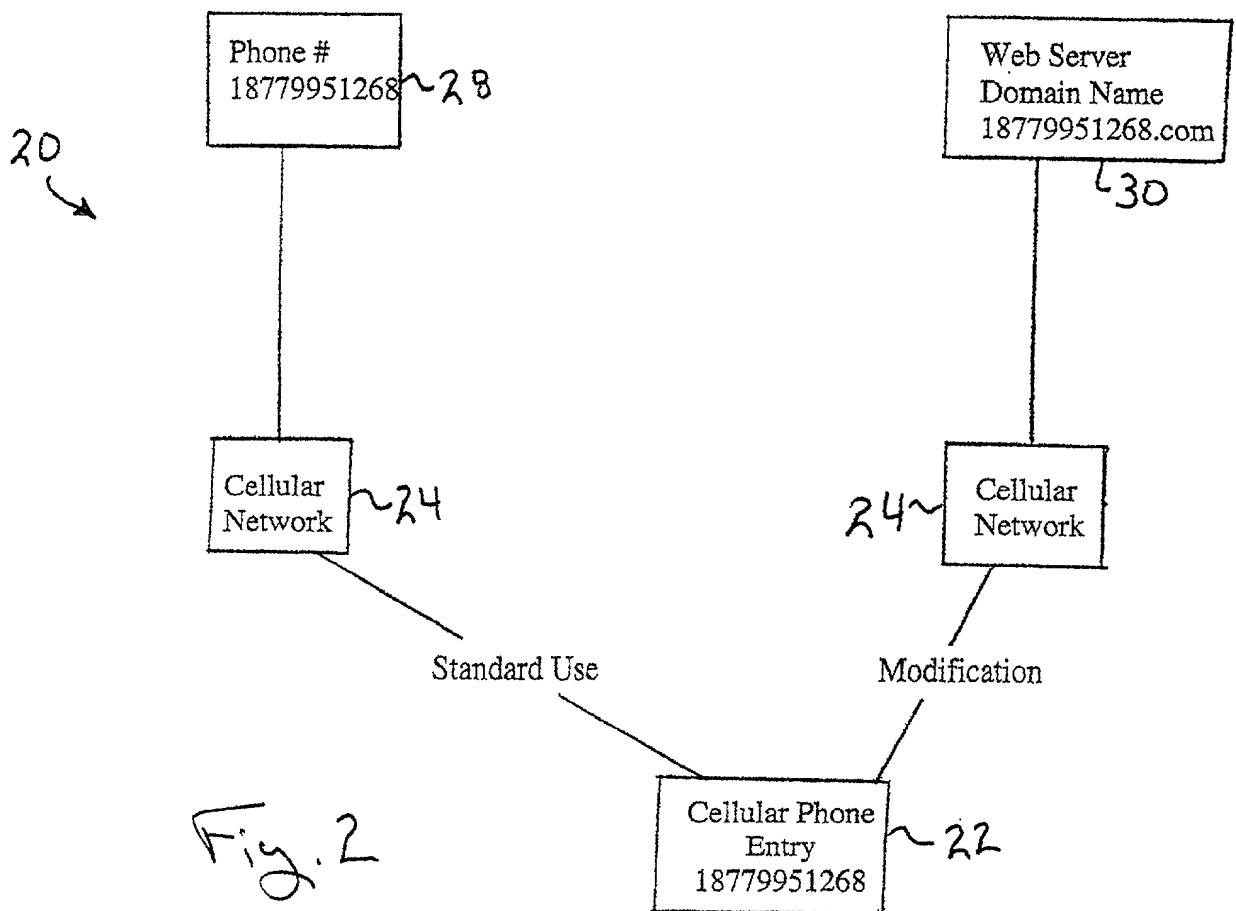 Phone #
18779951268
28
Web Server
Domain Name
18779951268.com
30
20
Cellular
Network
24
24
Cellular
Network
Standard Use
Modification
Cellular Phone
Entry
18779951268
22
Fig. 2